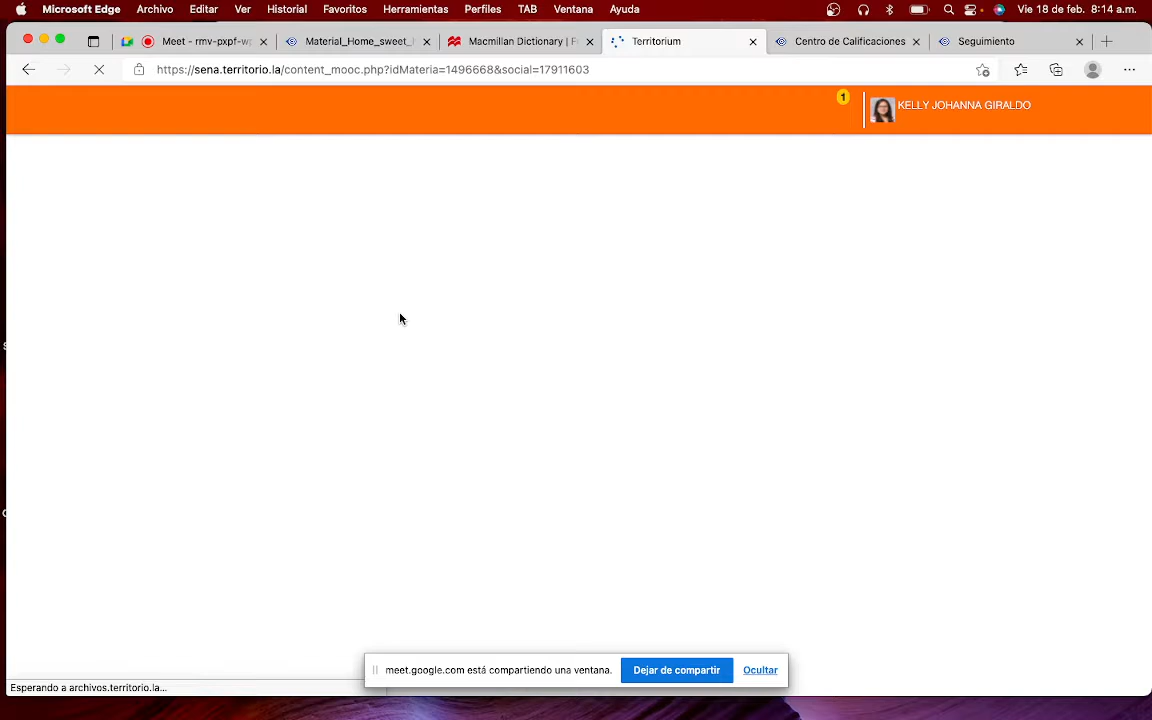 Microsoft Edge Archivo Editar Ver Historial Favoritos Herramientas Perfiles TAB Ventana Ayuda Vie 18 de feb. 8:14 a.m.
Meet - rmv-pxpf-w Material_Home_sweet_ Macmillan Dictionary | F Territorium Centro de Calificaciones Seguimiento
https://sena.territorio.la/content_mooc.php?idMateria=1496668&social=17911603
1 KELLY JOHANNA GIRALDO
meet.google.com está compartiendo una ventana. Dejar de compartir Ocultar
Esperando a archivos.territorio.la...